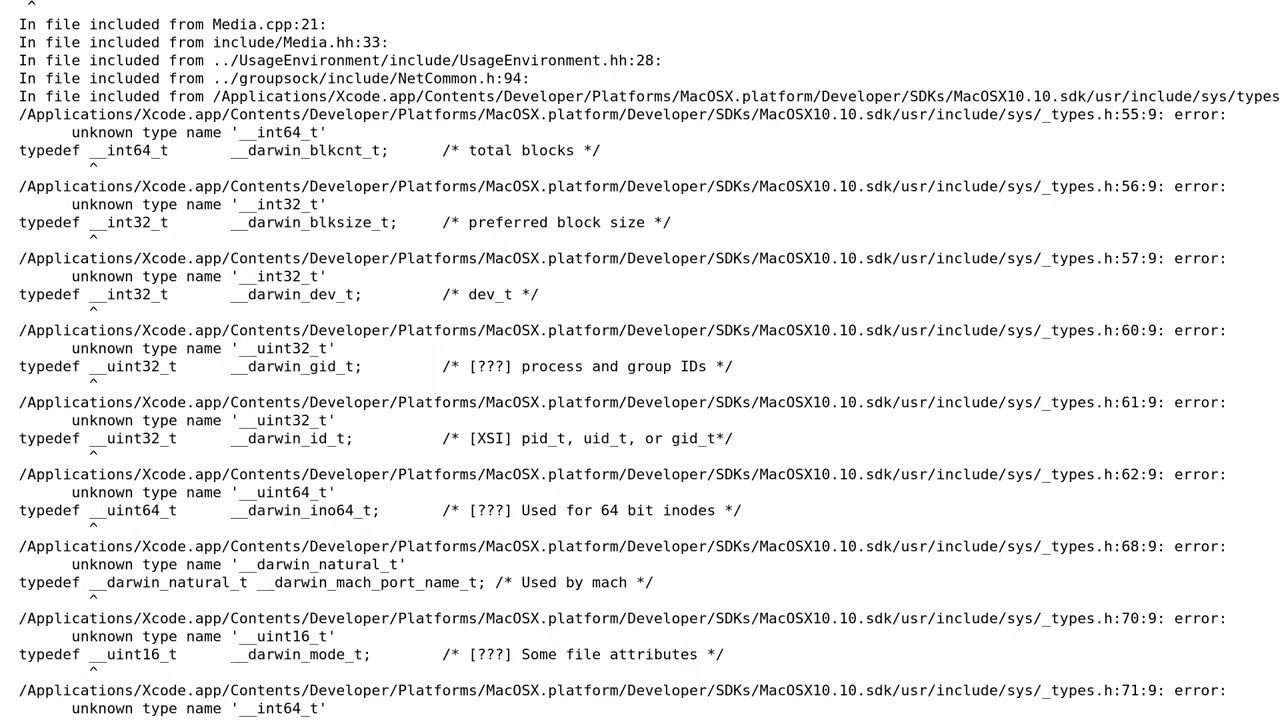 ^
In file included from Media.cpp:21:
In file included from include/Media.hh:33:
In file included from ../UsageEnvironment/include/UsageEnvironment.hh:28:
In file included from ../groupsock/include/NetCommon.h:94:
In file included from /Applications/Xcode.app/Contents/Developer/Platforms/MacOSX.platform/Developer/SDKs/MacOSX10.10.sdk/usr/include/sys/types
/Applications/Xcode.app/Contents/Developer/Platforms/MacOSX.platform/Developer/SDKs/MacOSX10.10.sdk/usr/include/sys/_types.h:55:9: error:
      unknown type name '__int64_t'
typedef __int64_t       __darwin_blkcnt_t;      /* total blocks */
        ^
/Applications/Xcode.app/Contents/Developer/Platforms/MacOSX.platform/Developer/SDKs/MacOSX10.10.sdk/usr/include/sys/_types.h:56:9: error:
      unknown type name '__int32_t'
typedef __int32_t       __darwin_blksize_t;     /* preferred block size */
        ^
/Applications/Xcode.app/Contents/Developer/Platforms/MacOSX.platform/Developer/SDKs/MacOSX10.10.sdk/usr/include/sys/_types.h:57:9: error:
      unknown type name '__int32_t'
typedef __int32_t       __darwin_dev_t;         /* dev_t */
        ^
/Applications/Xcode.app/Contents/Developer/Platforms/MacOSX.platform/Developer/SDKs/MacOSX10.10.sdk/usr/include/sys/_types.h:60:9: error:
      unknown type name '__uint32_t'
typedef __uint32_t      __darwin_gid_t;         /* [???] process and group IDs */
        ^
/Applications/Xcode.app/Contents/Developer/Platforms/MacOSX.platform/Developer/SDKs/MacOSX10.10.sdk/usr/include/sys/_types.h:61:9: error:
      unknown type name '__uint32_t'
typedef __uint32_t      __darwin_id_t;          /* [XSI] pid_t, uid_t, or gid_t*/
        ^
/Applications/Xcode.app/Contents/Developer/Platforms/MacOSX.platform/Developer/SDKs/MacOSX10.10.sdk/usr/include/sys/_types.h:62:9: error:
      unknown type name '__uint64_t'
typedef __uint64_t      __darwin_ino64_t;       /* [???] Used for 64 bit inodes */
        ^
/Applications/Xcode.app/Contents/Developer/Platforms/MacOSX.platform/Developer/SDKs/MacOSX10.10.sdk/usr/include/sys/_types.h:68:9: error:
      unknown type name '__darwin_natural_t'
typedef __darwin_natural_t __darwin_mach_port_name_t; /* Used by mach */
        ^
/Applications/Xcode.app/Contents/Developer/Platforms/MacOSX.platform/Developer/SDKs/MacOSX10.10.sdk/usr/include/sys/_types.h:70:9: error:
      unknown type name '__uint16_t'
typedef __uint16_t      __darwin_mode_t;        /* [???] Some file attributes */
        ^
/Applications/Xcode.app/Contents/Developer/Platforms/MacOSX.platform/Developer/SDKs/MacOSX10.10.sdk/usr/include/sys/_types.h:71:9: error:
      unknown type name '__int64_t'